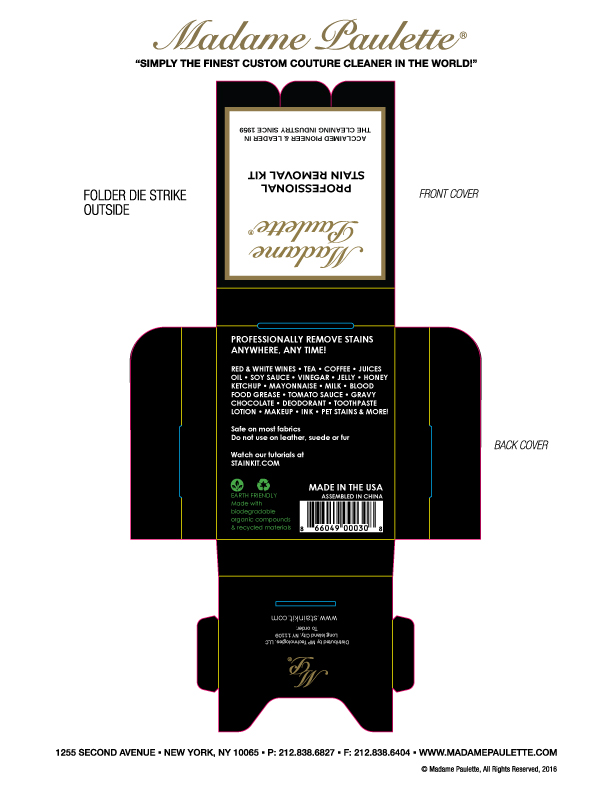 Madame Paulette®
"SIMPLY THE FINEST CUSTOM COUTURE CLEANER IN THE WORLD!"
FOLDER DIE STRIKE
OUTSIDE
FRONT COVER
Madame
Paulette®
PROFESSIONAL
STAIN REMOVAL KIT
ACCLAIMED PIONEER & LEADER IN
THE CLEANING INDUSTRY SINCE 1959
PROFESSIONALLY REMOVE STAINS
ANYWHERE, ANY TIME!
RED & WHITE WINES • TEA • COFFEE • JUICES
OIL • SOY SAUCE • VINEGAR • JELLY • HONEY
KETCHUP • MAYONNAISE • MILK • BLOOD
FOOD GREASE • TOMATO SAUCE • GRAVY
CHOCOLATE • DEODORANT • TOOTHPASTE
LOTION • MAKEUP • INK • PET STAINS & MORE!
Safe on most fabrics
Do not use on leather, suede or fur
Watch our tutorials at
STAINKIT.COM
BACK COVER
EARTH FRIENDLY
Made with
biodegradable
organic compounds
& recycled materials
MADE IN THE USA
ASSEMBLED IN CHINA
8 66049 00030 8
MP®
Distributed by MP Technologies, LLC
Long Island City, NY 11109
To order:
www.stainkit.com
1255 SECOND AVENUE • NEW YORK, NY 10065 • P: 212.838.6827 • F: 212.838.6404 • WWW.MADAMEPAULETTE.COM
© Madame Paulette, All Rights Reserved, 2016